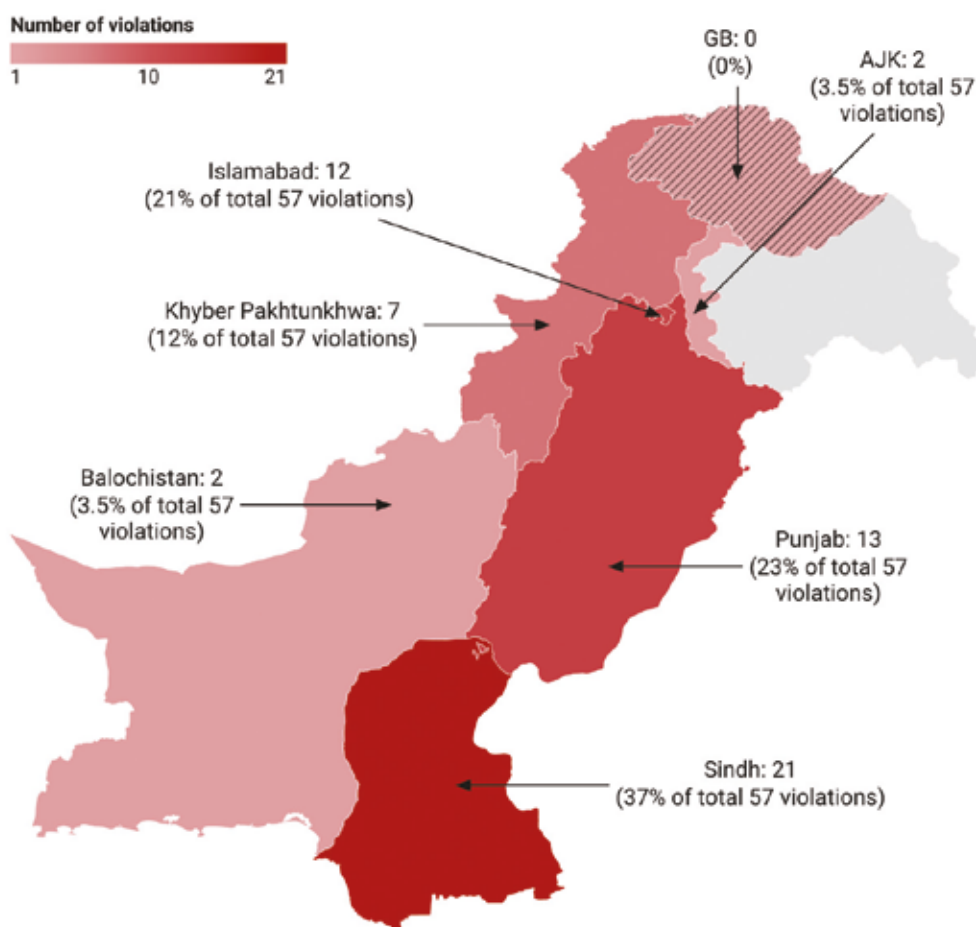 Number of violations
1 10 21
GB: 0
(0%)
AJK: 2
(3.5% of total 57
violations)
Islamabad: 12
(21% of total 57 violations)
Khyber Pakhtunkhwa: 7
(12% of total 57 violations)
Balochistan: 2
(3.5% of total 57
violations)
Punjab: 13
(23% of total 57
violations)
Sindh: 21
(37% of total 57 violations)